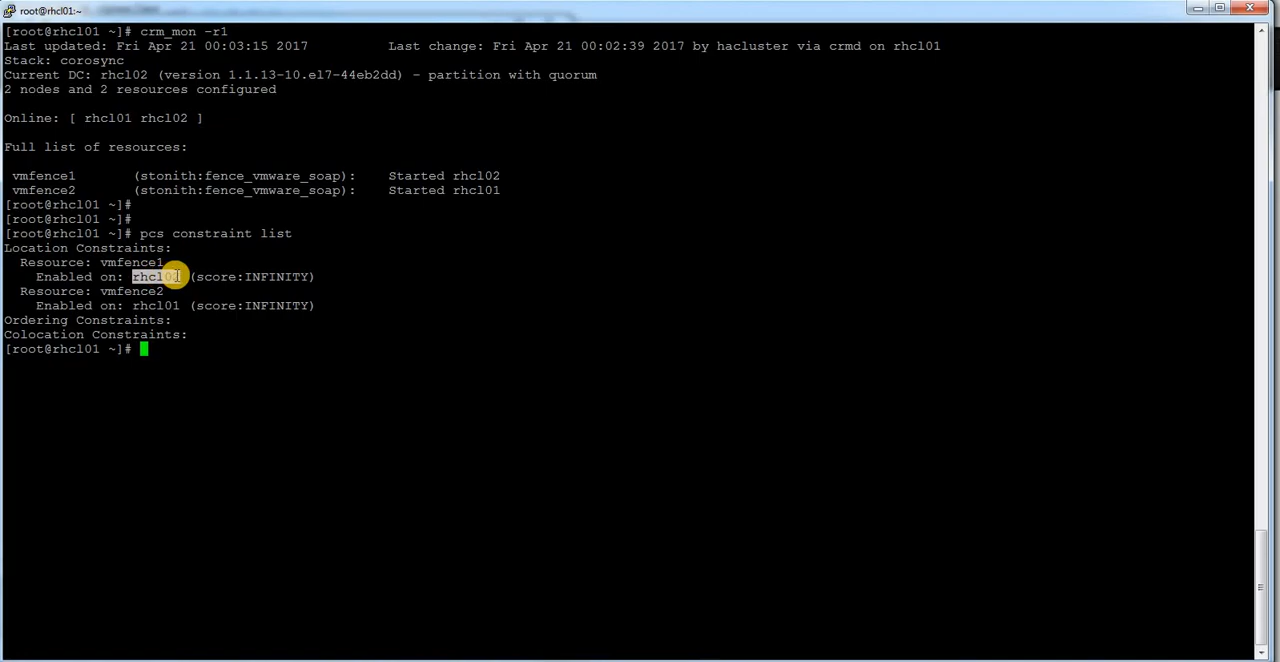 root@rhcl01:~
[root@rhcl01 ~]# crm_mon -r1
Last updated: Fri Apr 21 00:03:15 2017          Last change: Fri Apr 21 00:02:39 2017 by hacluster via crmd on rhcl01
Stack: corosync
Current DC: rhcl02 (version 1.1.13-10.el7-44eb2dd) - partition with quorum
2 nodes and 2 resources configured
Online: [ rhcl01 rhcl02 ]
Full list of resources:
 vmfence1       (stonith:fence_vmware_soap):    Started rhcl02
 vmfence2       (stonith:fence_vmware_soap):    Started rhcl01
[root@rhcl01 ~]#
[root@rhcl01 ~]#
[root@rhcl01 ~]# pcs constraint list
Location Constraints:
  Resource: vmfence1
    Enabled on: rhcl02 (score:INFINITY)
  Resource: vmfence2
    Enabled on: rhcl01 (score:INFINITY)
Ordering Constraints:
Colocation Constraints:
[root@rhcl01 ~]#